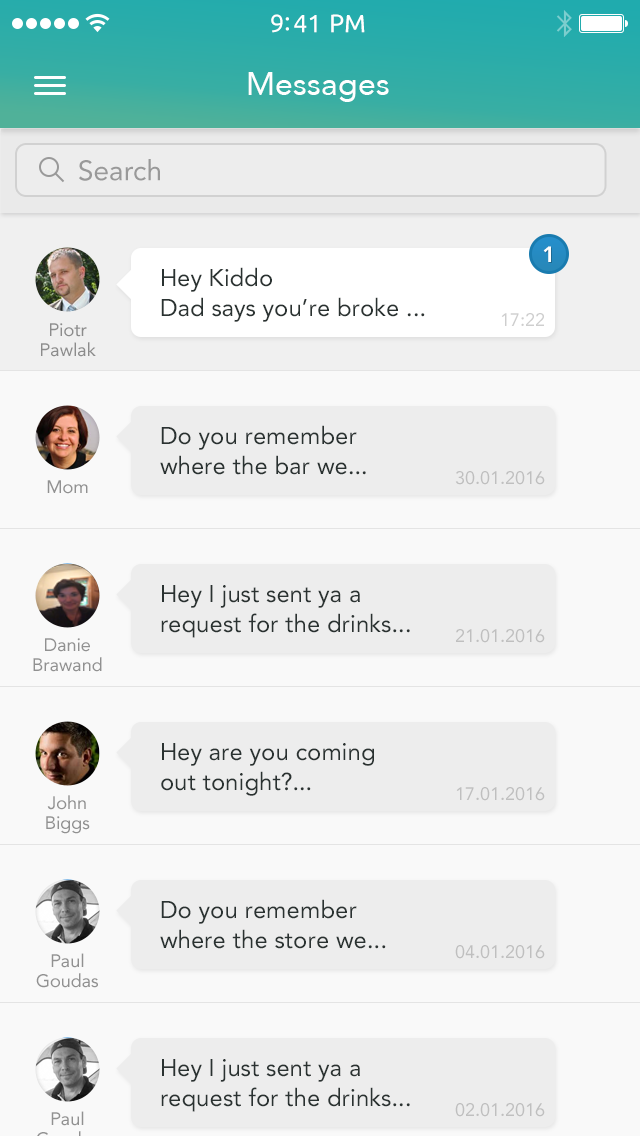 9:41 PM
Messages
Search
1
Hey Kiddo
Dad says you’re broke ...
17:22
Piotr
Pawlak
Do you remember
where the bar we...
30.01.2016
Mom
Hey I just sent ya a
request for the drinks...
21.01.2016
Danie
Brawand
Hey are you coming
out tonight?...
17.01.2016
John
Biggs
Do you remember
where the store we...
04.01.2016
Paul
Goudas
Hey I just sent ya a
request for the drinks...
02.01.2016
Paul